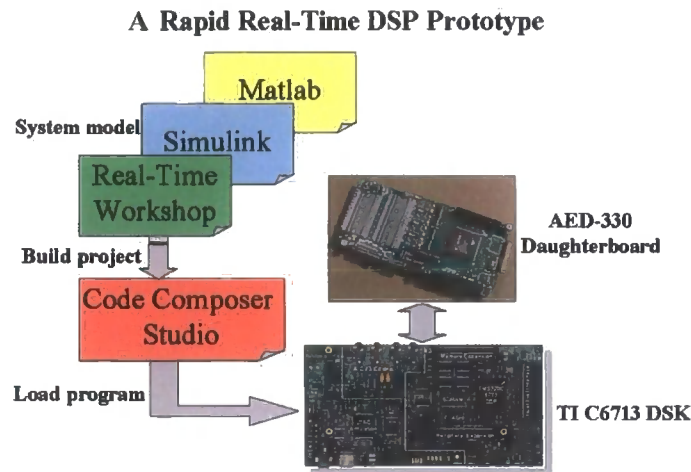 A Rapid Real-Time DSP Prototype
Matlab
System model
Simulink
Real-Time
Workshop
Build project
Code Composer
Studio
Load program
AED-330
Daughterboard
TI C6713 DSK